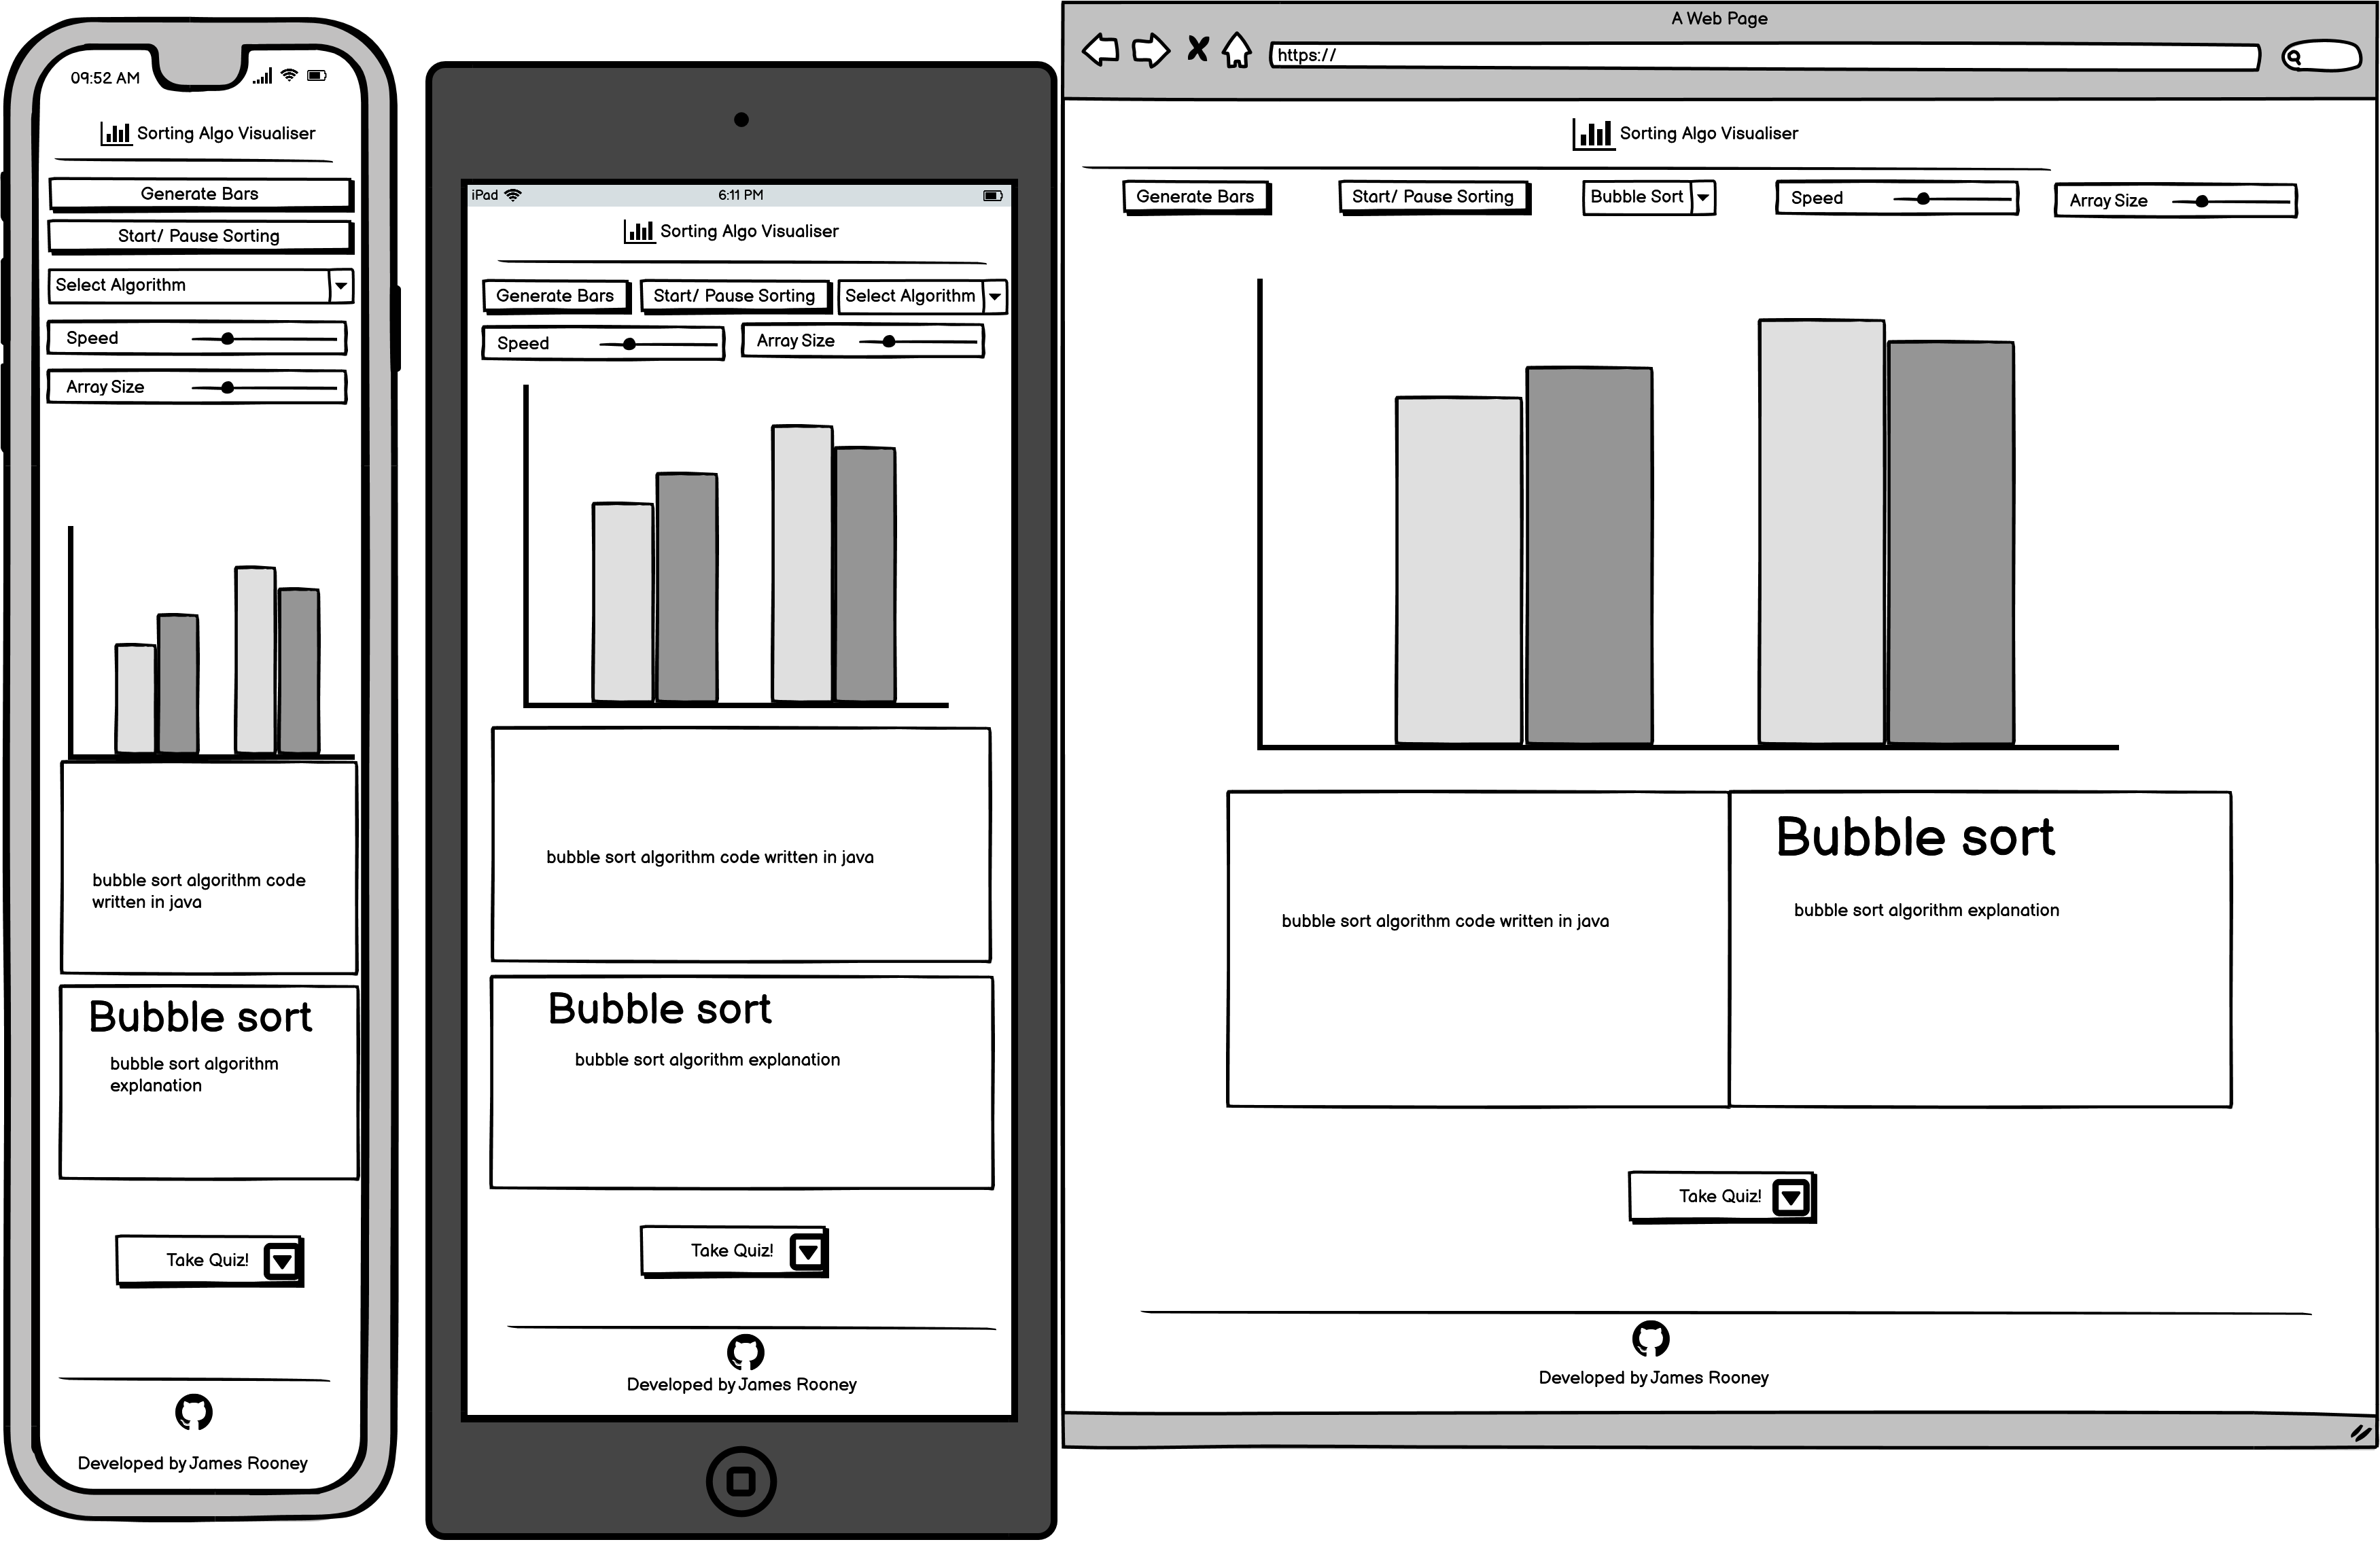 09:52 AM
Sorting Algo Visualiser
Generate Bars
Start/ Pause Sorting
Select Algorithm
Speed
Array Size
bubble sort algorithm code
written in java
Bubble sort
bubble sort algorithm
explanation
Take Quiz!
Developed by James Rooney
iPad
6:11 PM
Sorting Algo Visualiser
Generate Bars
Start/ Pause Sorting
Select Algorithm
Speed
Array Size
bubble sort algorithm code written in java
Bubble sort
bubble sort algorithm explanation
Take Quiz!
Developed by James Rooney
A Web Page
https://
Sorting Algo Visualiser
Generate Bars
Start/ Pause Sorting
Bubble Sort
Speed
Array Size
bubble sort algorithm code written in java
Bubble sort
bubble sort algorithm explanation
Take Quiz!
Developed by James Rooney